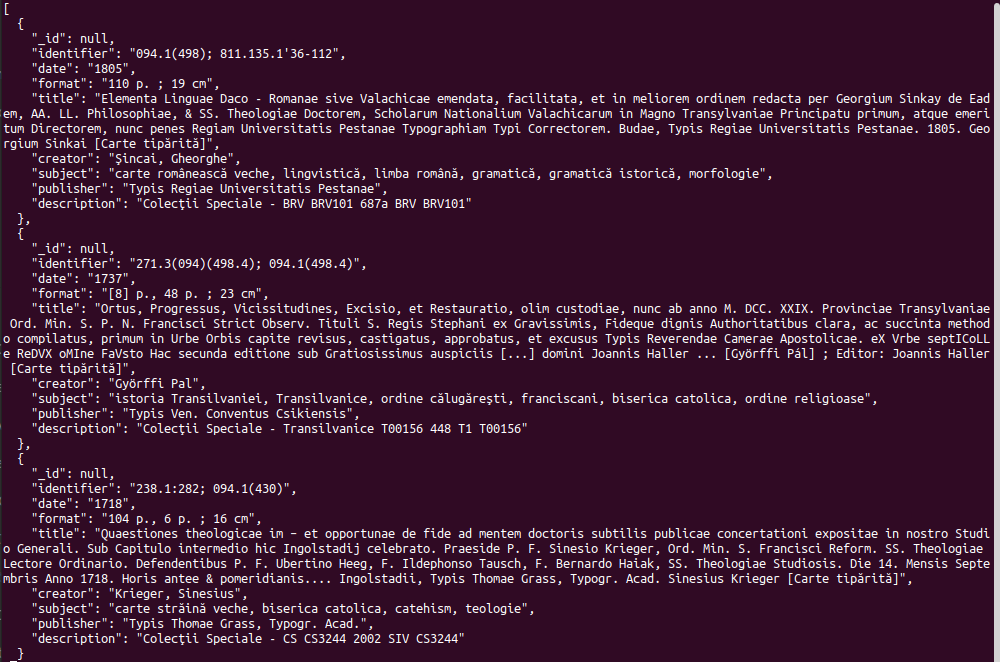 [
  {
    "_id": null,
    "identifier": "094.1(498); 811.135.1'36-112",
    "date": "1805",
    "format": "110 p. ; 19 cm",
    "title": "Elementa Linguae Daco - Romanae sive Valachicae emendata, facilitata, et in meliorem ordinem redacta per Georgium Sinkay de Ead
em, AA. LL. Philosophiae, & SS. Theologiae Doctorem, Scholarum Nationalium Valachicarum in Magno Transylvaniae Principatu primum, atque emeri
tum Directorem, nunc penes Regiam Universitatis Pestanae Typographiam Typi Correctorem. Budae, Typis Regiae Universitatis Pestanae. 1805. Geo
rgium Sinkai [Carte tipărită]",
    "creator": "Şincai, Gheorghe",
    "subject": "carte românească veche, lingvistică, limba română, gramatică, gramatică istorică, morfologie",
    "publisher": "Typis Regiae Universitatis Pestanae",
    "description": "Colecţii Speciale - BRV BRV101 687a BRV BRV101"
  },
  {
    "_id": null,
    "identifier": "271.3(094)(498.4); 094.1(498.4)",
    "date": "1737",
    "format": "[8] p., 48 p. ; 23 cm",
    "title": "Ortus, Progressus, Vicissitudines, Excisio, et Restauratio, olim custodiae, nunc ab anno M. DCC. XXIX. Provinciae Transylvaniae
 Ord. Min. S. P. N. Francisci Strict Observ. Tituli S. Regis Stephani ex Gravissimis, Fideque dignis Authoritatibus clara, ac succinta method
o compilatus, primum in Urbe Orbis capite revisus, castigatus, approbatus, et excusus Typis Reverendae Camerae Apostolicae. eX Vrbe septICoLL
e ReDVX oMIne FaVsto Hac secunda editione sub Gratiosissimus auspiciis [...] domini Joannis Haller ... [Györffi Pál] ; Editor: Joannis Haller
 [Carte tipărită]",
    "creator": "Györffi Pal",
    "subject": "istoria Transilvaniei, Transilvanice, ordine călugăreşti, franciscani, biserica catolica, ordine religioase",
    "publisher": "Typis Ven. Conventus Csikiensis",
    "description": "Colecţii Speciale - Transilvanice T00156 448 T1 T00156"
  },
  {
    "_id": null,
    "identifier": "238.1:282; 094.1(430)",
    "date": "1718",
    "format": "104 p., 6 p. ; 16 cm",
    "title": "Quaestiones theologicae im – et opportunae de fide ad mentem doctoris subtilis publicae concertationi expositae in nostro Studi
o Generali. Sub Capitulo intermedio hic Ingolstadij celebrato. Praeside P. F. Sinesio Krieger, Ord. Min. S. Francisci Reform. SS. Theologiae
Lectore Ordinario. Defendentibus P. F. Ubertino Heeg, F. Ildephonso Tausch, F. Bernardo Haiak, SS. Theologiae Studiosis. Die 14. Mensis Septe
mbris Anno 1718. Horis antee & pomeridianis.... Ingolstadii, Typis Thomae Grass, Typogr. Acad. Sinesius Krieger [Carte tipărită]",
    "creator": "Krieger, Sinesius",
    "subject": "carte străină veche, biserica catolica, catehism, teologie",
    "publisher": "Typis Thomae Grass, Typogr. Acad.",
    "description": "Colecţii Speciale - CS CS3244 2002 SIV CS3244"
  }